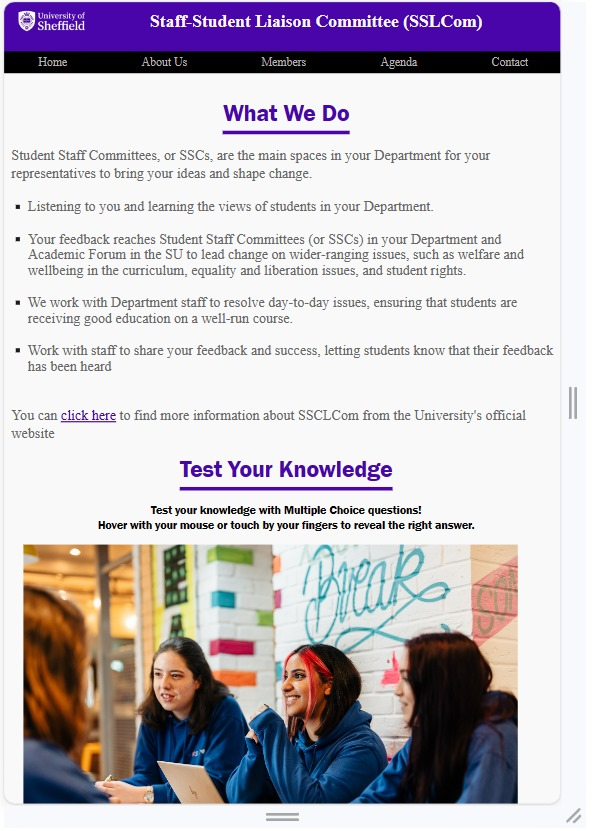 University of
Sheffield
Staff-Student Liaison Committee (SSLCom)
Home About Us Members Agenda Contact
What We Do
Student Staff Committees, or SSCs, are the main spaces in your Department for your
representatives to bring your ideas and shape change.
Listening to you and learning the views of students in your Department.
Your feedback reaches Student Staff Committees (or SSCs) in your Department and
Academic Forum in the SU to lead change on wider-ranging issues, such as welfare and
wellbeing in the curriculum, equality and liberation issues, and student rights.
We work with Department staff to resolve day-to-day issues, ensuring that students are
receiving good education on a well-run course.
Work with staff to share your feedback and success, letting students know that their feedback
has been heard
You can click here to find more information about SSCLCom from the University's official
website
Test Your Knowledge
Test your knowledge with Multiple Choice questions!
Hover with your mouse or touch by your fingers to reveal the right answer.
Break